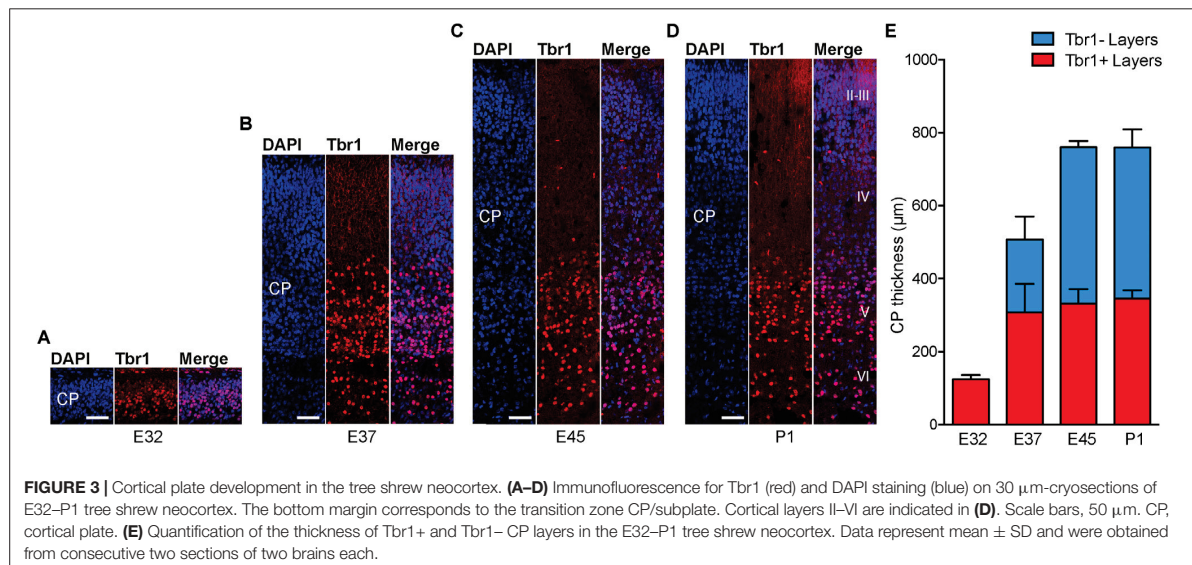 A
DAPI Tbr1 Merge
CP
E32
B
DAPI Tbr1 Merge
CP
E37
C
DAPI Tbr1 Merge
CP
E45
D
DAPI Tbr1 Merge
CP
II-III
IV
V
VI
P1
E
Tbr1- Layers
Tbr1+ Layers
CP thickness (µm)
1000
800
600
400
200
0
E32 E37 E45 P1
FIGURE 3 | Cortical plate development in the tree shrew neocortex. (A–D) Immunofluorescence for Tbr1 (red) and DAPI staining (blue) on 30 µm-cryosections of
E32–P1 tree shrew neocortex. The bottom margin corresponds to the transition zone CP/subplate. Cortical layers II–VI are indicated in (D). Scale bars, 50 µm. CP,
cortical plate. (E) Quantification of the thickness of Tbr1+ and Tbr1– CP layers in the E32–P1 tree shrew neocortex. Data represent mean ± SD and were obtained
from consecutive two sections of two brains each.